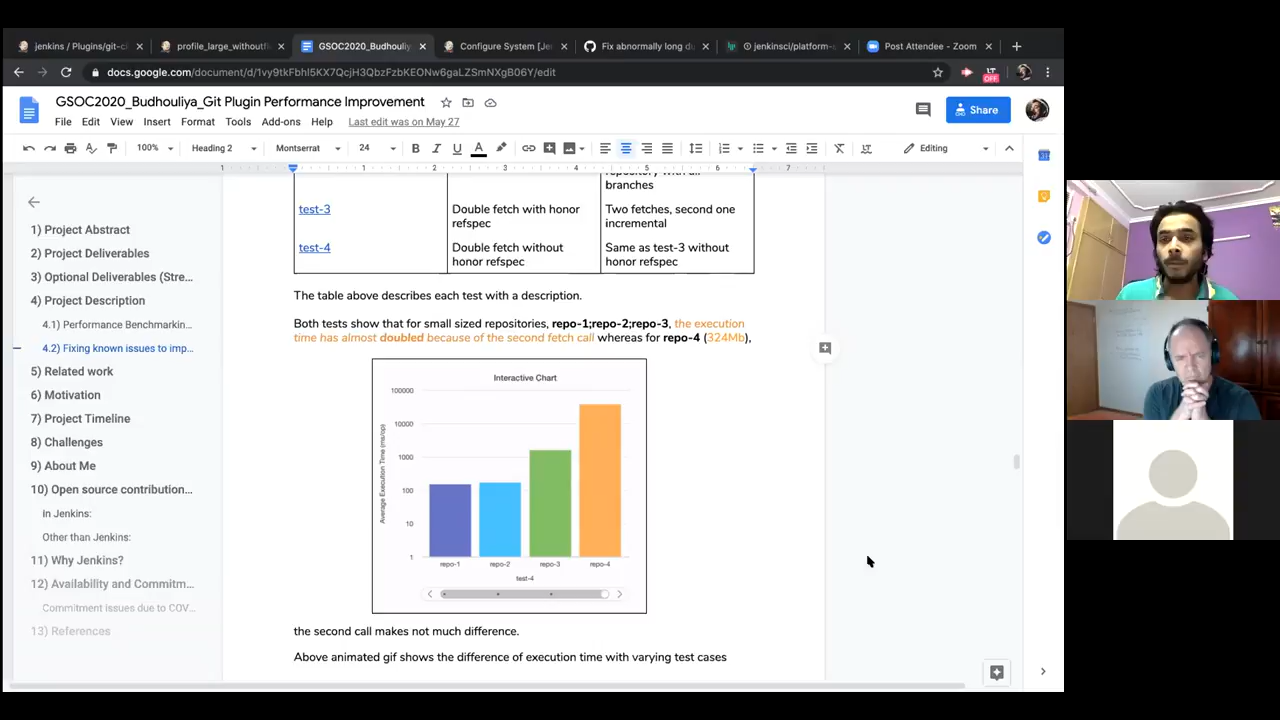 jenkins / Plugins/git-cl
profile_large_withoutf
GSOC2020_Budhouliya
Configure System [Je
Fix abnormally long du
jenkinsci/platform-
Post Attendee - Zoom
GSOC2020_Budhouliya_Git Plugin Performance Improvement
File Edit View Insert Format Tools Add-ons Help Last edit was on May 27
Share
100% Heading 2 Montserrat 24 Editing
1 1 2 3 4 5 6 7
1) Project Abstract
2) Project Deliverables
3) Optional Deliverables (Stre...
4) Project Description
4.1) Performance Benchmarkin...
4.2) Fixing known issues to imp...
5) Related work
6) Motivation
7) Project Timeline
8) Challenges
9) About Me
10) Open source contribution...
In Jenkins:
Other than Jenkins:
11) Why Jenkins?
12) Availability and Commitm...
Commitment issues due to COV...
13) References
branches
test-3
Double fetch with honor
refspec
Two fetches, second one
incremental
test-4
Double fetch without
honor refspec
Same as test-3 without
honor refspec
The table above describes each test with a description.
Both tests show that for small sized repositories, repo-1;repo-2;repo-3, the execution
time has almost doubled because of the second fetch call whereas for repo-4 (324Mb),
Interactive Chart
Average Execution Time (ms/op)
100000
10000
1000
100
10
1
repo-1 repo-2 repo-3 repo-4
test-4
the second call makes not much difference.
Above animated gif shows the difference of execution time with varying test cases